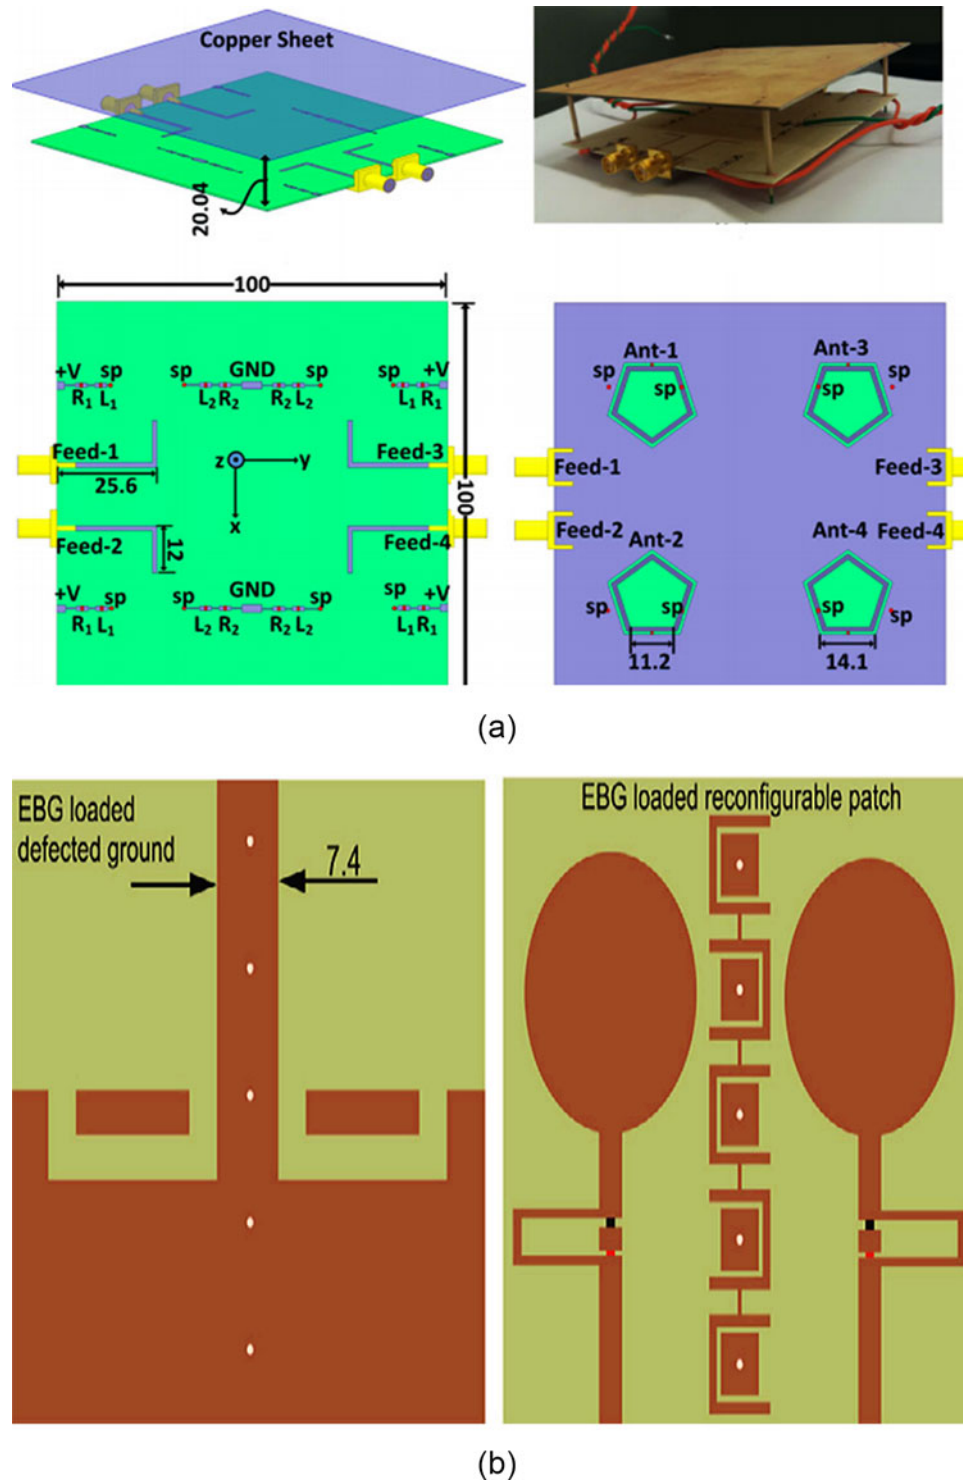 Copper Sheet
20.04
100
+V sp sp GND sp sp +V
R1 L1 L2 R2 R2 L2 L1 R1
Feed-1 Feed-3
z y
25.6
x
100
Feed-2 12 Feed-4
+V sp sp GND sp sp +V
R1 L1 L2 R2 R2 L2 L1 R1
Ant-1 Ant-3
sp sp sp sp
Feed-1 Feed-3
Feed-2 Ant-2 Ant-4 Feed-4
sp sp sp sp
11.2 14.1
(a)
EBG loaded
defected ground
7.4
EBG loaded reconfigurable patch
(b)